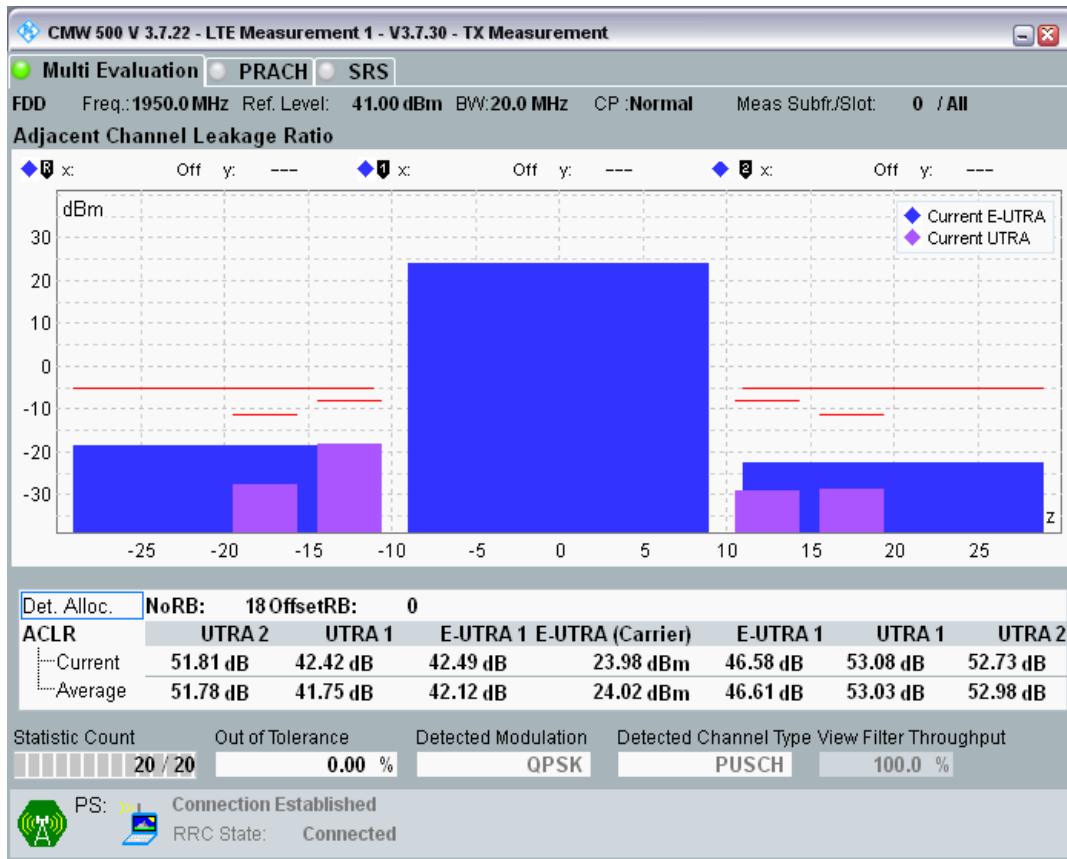 CMW 500 V 3.7.22 - LTE Measurement 1 - V3.7.30 - TX Measurement
Multi Evaluation PRACH SRS
FDD Freq.: 1950.0 MHz Ref. Level: 41.00 dBm BW: 20.0 MHz CP : Normal Meas Subfr./Slot: 0 / All
Adjacent Channel Leakage Ratio
R x: Off y: --- 1 x: Off y: --- 2 x: Off y: ---
dBm
Current E-UTRA
Current UTRA
30
20
10
0
-10
-20
-30
z
-25 -20 -15 -10 -5 0 5 10 15 20 25
Det. Alloc. NoRB: 18 OffsetRB: 0
ACLR UTRA 2 UTRA 1 E-UTRA 1 E-UTRA (Carrier) E-UTRA 1 UTRA 1 UTRA 2
Current 51.81 dB 42.42 dB 42.49 dB 23.98 dBm 46.58 dB 53.08 dB 52.73 dB
Average 51.78 dB 41.75 dB 42.12 dB 24.02 dBm 46.61 dB 53.03 dB 52.98 dB
Statistic Count Out of Tolerance Detected Modulation Detected Channel Type View Filter Throughput
20 / 20 0.00 % QPSK PUSCH 100.0 %
PS: Connection Established
RRC State: Connected